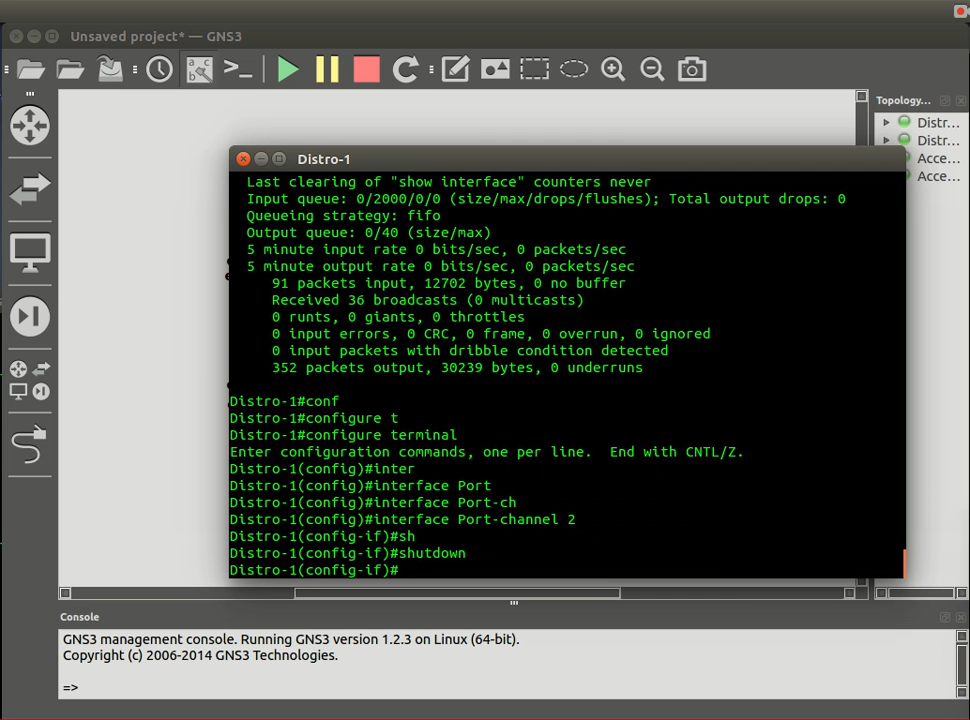 Unsaved project* — GNS3
Topology...
Distr...
Distr...
Acce...
Acce...
Distro-1
Last clearing of "show interface" counters never
Input queue: 0/2000/0/0 (size/max/drops/flushes); Total output drops: 0
Queueing strategy: fifo
Output queue: 0/40 (size/max)
5 minute input rate 0 bits/sec, 0 packets/sec
5 minute output rate 0 bits/sec, 0 packets/sec
91 packets input, 12702 bytes, 0 no buffer
Received 36 broadcasts (0 multicasts)
0 runts, 0 giants, 0 throttles
0 input errors, 0 CRC, 0 frame, 0 overrun, 0 ignored
0 input packets with dribble condition detected
352 packets output, 30239 bytes, 0 underruns
Distro-1#conf
Distro-1#configure t
Distro-1#configure terminal
Enter configuration commands, one per line.  End with CNTL/Z.
Distro-1(config)#inter
Distro-1(config)#interface Port
Distro-1(config)#interface Port-ch
Distro-1(config)#interface Port-channel 2
Distro-1(config-if)#sh
Distro-1(config-if)#shutdown
Distro-1(config-if)#
Console
GNS3 management console. Running GNS3 version 1.2.3 on Linux (64-bit).
Copyright (c) 2006-2014 GNS3 Technologies.
=>